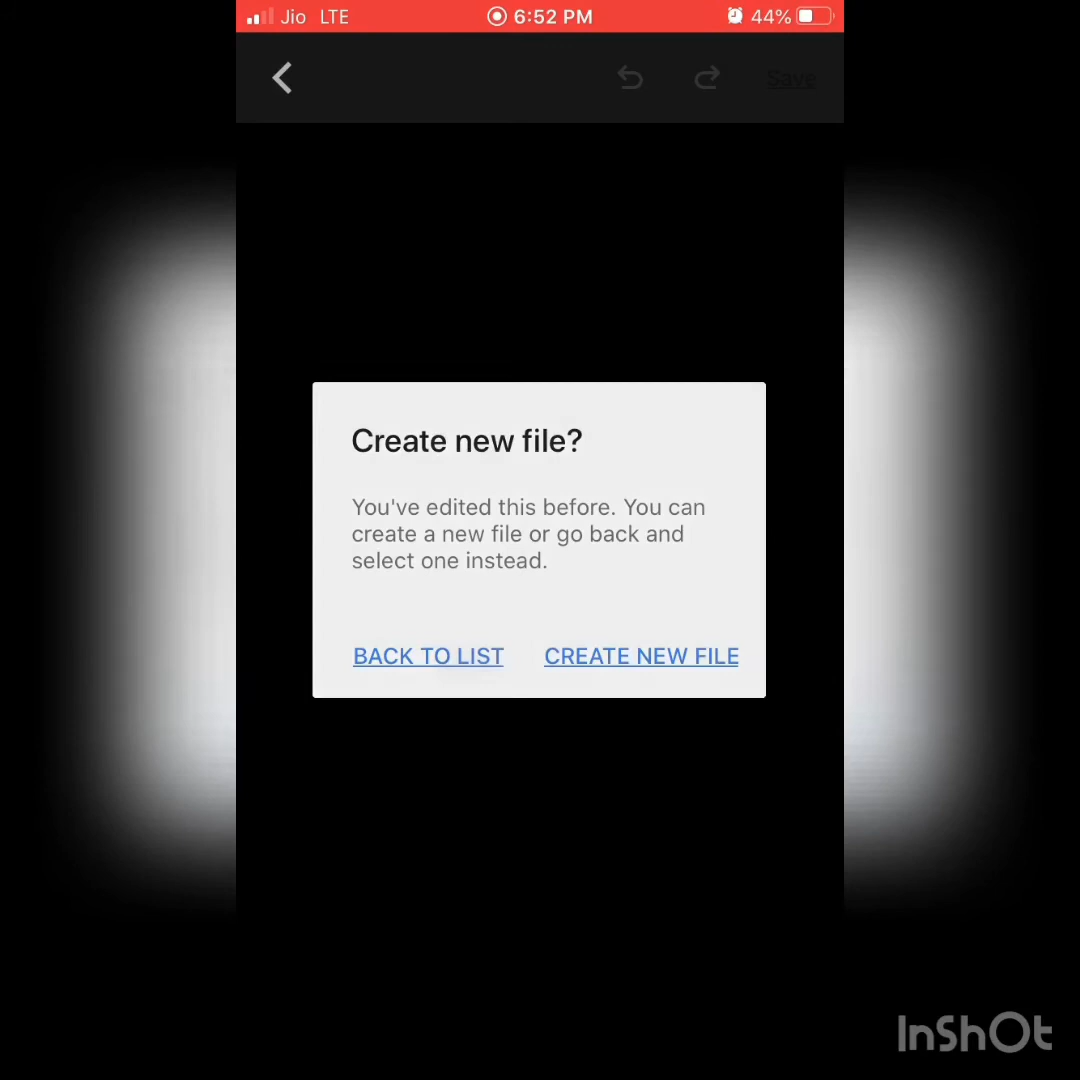 Jio LTE 6:52 PM 44%
Save
Create new file?
You've edited this before. You can
create a new file or go back and
select one instead.
BACK TO LIST CREATE NEW FILE
InShOt